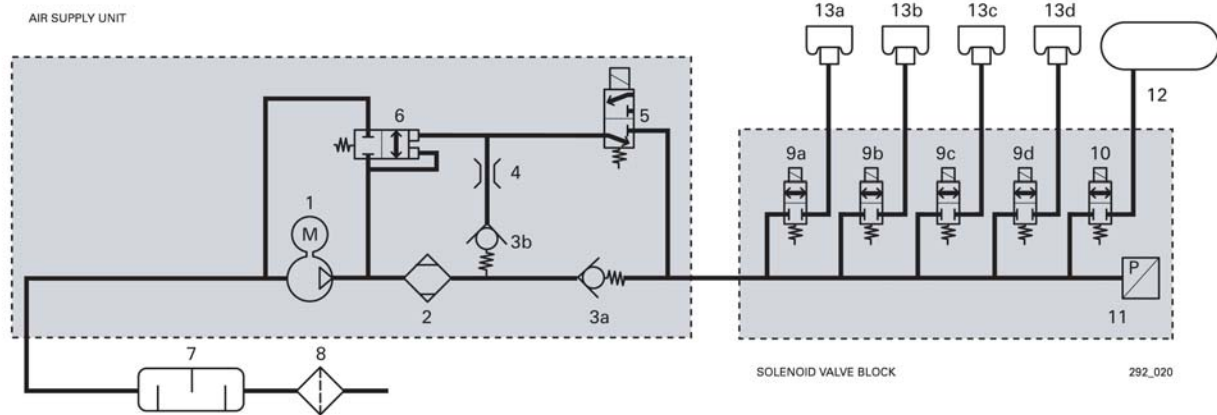 AIR SUPPLY UNIT
13a 13b 13c 13d
12
6
5
9a 9b 9c 9d 10
4
1
M
3b
P
2
3a
11
7 8
SOLENOID VALVE BLOCK 292_020